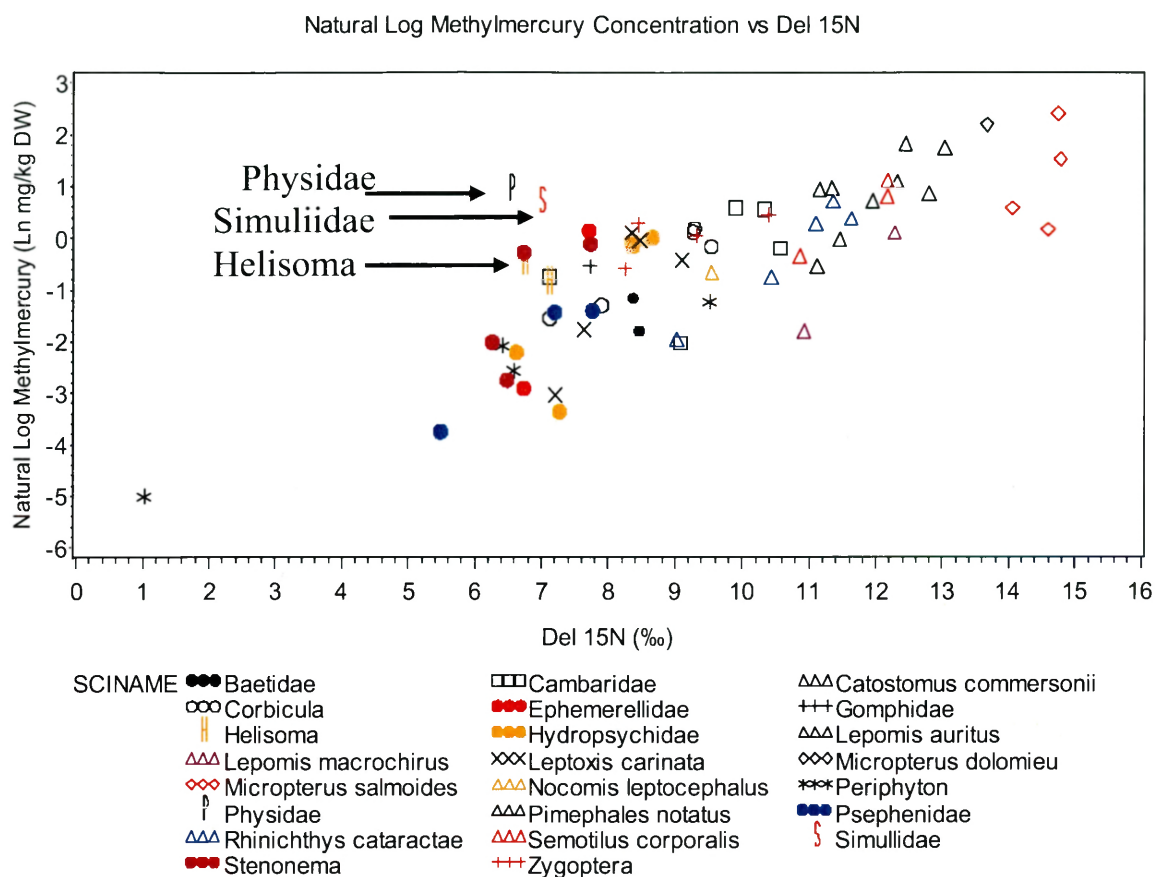 Natural Log Methylmercury Concentration vs Del 15N
Natural Log Methylmercury (Ln mg/kg DW)
3
2
1
0
-1
-2
-3
-4
-5
-6
Physidae
Simuliidae
Helisoma
0 1 2 3 4 5 6 7 8 9 10 11 12 13 14 15 16
Del 15N (‰)
SCINAME Baetidae Cambaridae Catostomus commersonii
Corbicula Ephemerellidae Gomphidae
Helisoma Hydropsychidae Lepomis auritus
Lepomis macrochirus Leptoxis carinata Micropterus dolomieu
Micropterus salmoides Nocomis leptocephalus Periphyton
Physidae Pimephales notatus Psephenidae
Rhinichthys cataractae Semotilus corporalis Simullidae
Stenonema Zygoptera